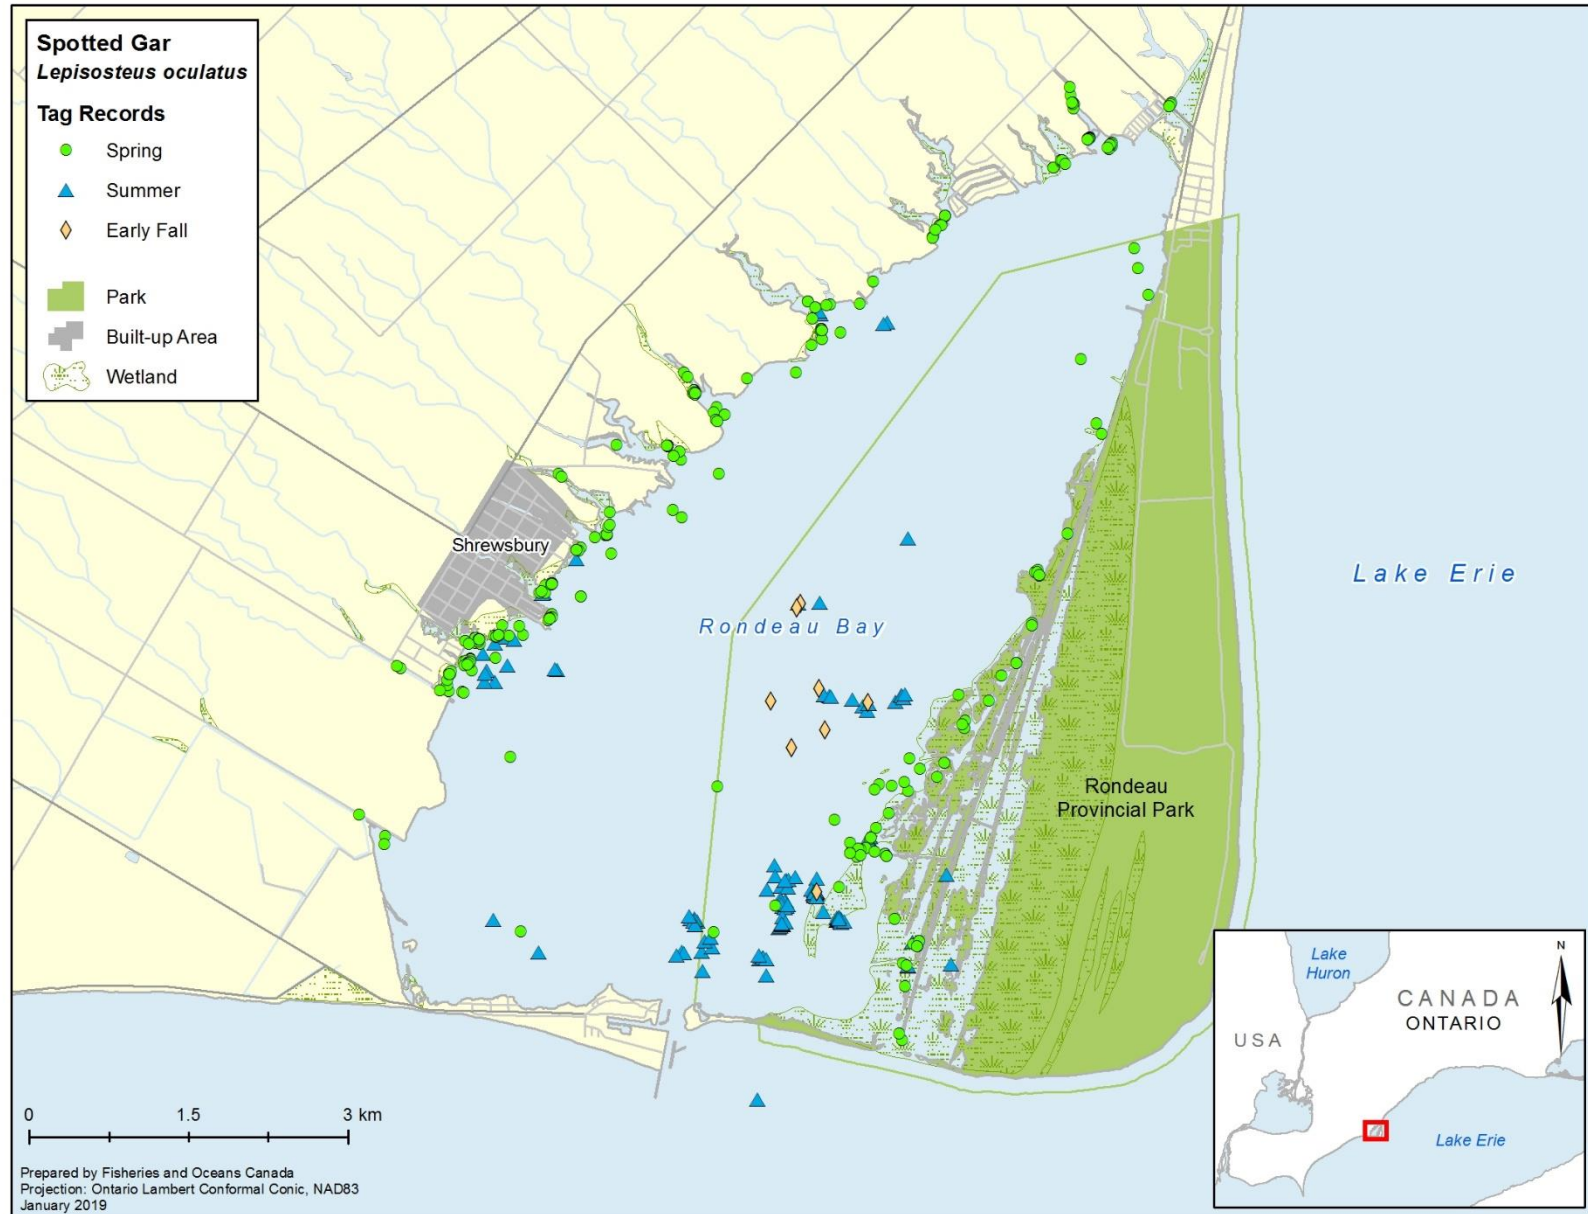 Spotted Gar
Lepisosteus oculatus
Tag Records
Spring
Summer
Early Fall
Park
Built-up Area
Wetland
Shrewsbury
Rondeau Bay
Lake Erie
Rondeau
Provincial Park
0 1.5 3 km
Prepared by Fisheries and Oceans Canada
Projection: Ontario Lambert Conformal Conic, NAD83
January 2019
Lake
Huron
N
CANADA
ONTARIO
USA
Lake Erie